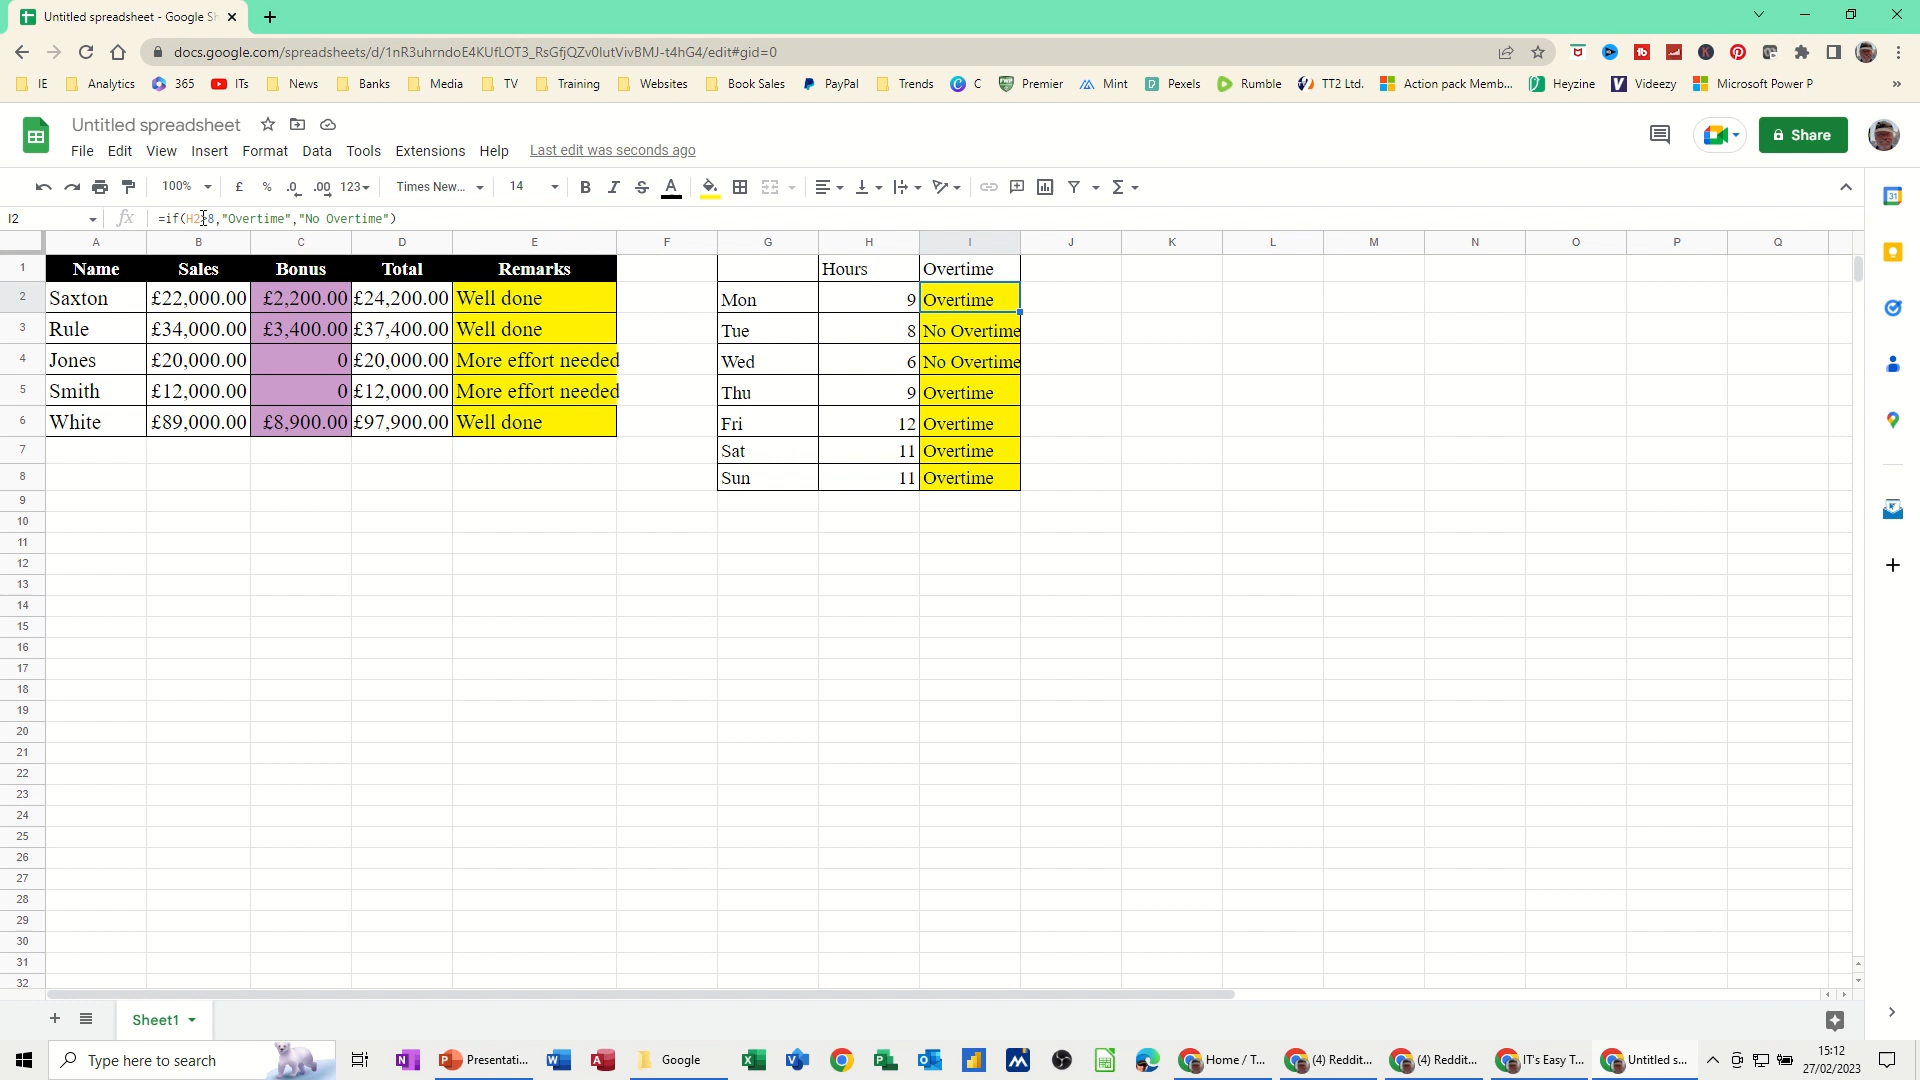 Untitled spreadsheet - Google Sh
docs.google.com/spreadsheets/d/1nR3uhrndoE4KUfLOT3_RsGfjQZv0lutVivBMJ-t4hG4/edit#gid=0
IE Analytics 365 ITs News Banks Media TV Training Websites Book Sales PayPal Trends C Premier Mint Pexels Rumble TT2 Ltd. Action pack Memb... Heyzine Videezy Microsoft Power P »
Untitled spreadsheet
Share
File Edit View Insert Format Data Tools Extensions Help Last edit was seconds ago
100% £ % .0 .00 123 Times New... 14 B I S A Σ
I2 fx =if(H2>8,"Overtime","No Overtime")
A B C D E F G H I J K L M N O P Q
1 Name Sales Bonus Total Remarks Hours Overtime
2 Saxton £22,000.00 £2,200.00 £24,200.00 Well done Mon 9 Overtime
3 Rule £34,000.00 £3,400.00 £37,400.00 Well done Tue 8 No Overtime
4 Jones £20,000.00 0 £20,000.00 More effort needed Wed 6 No Overtime
5 Smith £12,000.00 0 £12,000.00 More effort needed Thu 9 Overtime
6 White £89,000.00 £8,900.00 £97,900.00 Well done Fri 12 Overtime
7 Sat 11 Overtime
8 Sun 11 Overtime
9
10
11
12
13
14
15
16
17
18
19
20
21
22
23
24
25
26
27
28
29
30
31
32
Sheet1
Type here to search Presentati... Google Home / T... (4) Reddit... (4) Reddit... IT's Easy T... Untitled s... 15:12
27/02/2023